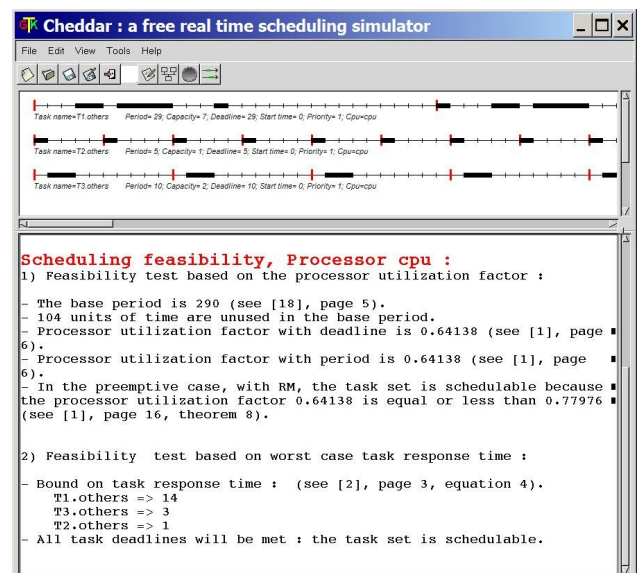 Cheddar : a free real time scheduling simulator
File Edit View Tools Help
Task name=T1.others Period= 29; Capacity= 7; Deadline= 29; Start time= 0; Priority= 1; Cpu=cpu
Task name=T2.others Period= 5; Capacity= 1; Deadline= 5; Start time= 0; Priority= 1; Cpu=cpu
Task name=T3.others Period= 10; Capacity= 2; Deadline= 10; Start time= 0; Priority= 1; Cpu=cpu
Scheduling feasibility, Processor cpu :
1) Feasibility test based on the processor utilization factor :
- The base period is 290 (see [18], page 5).
- 104 units of time are unused in the base period.
- Processor utilization factor with deadline is 0.64138 (see [1], page
6).
- Processor utilization factor with period is 0.64138 (see [1], page
6).
- In the preemptive case, with RM, the task set is schedulable because
the processor utilization factor 0.64138 is equal or less than 0.77976
(see [1], page 16, theorem 8).
2) Feasibility test based on worst case task response time :
- Bound on task response time : (see [2], page 3, equation 4).
T1.others => 14
T3.others => 3
T2.others => 1
- All task deadlines will be met : the task set is schedulable.